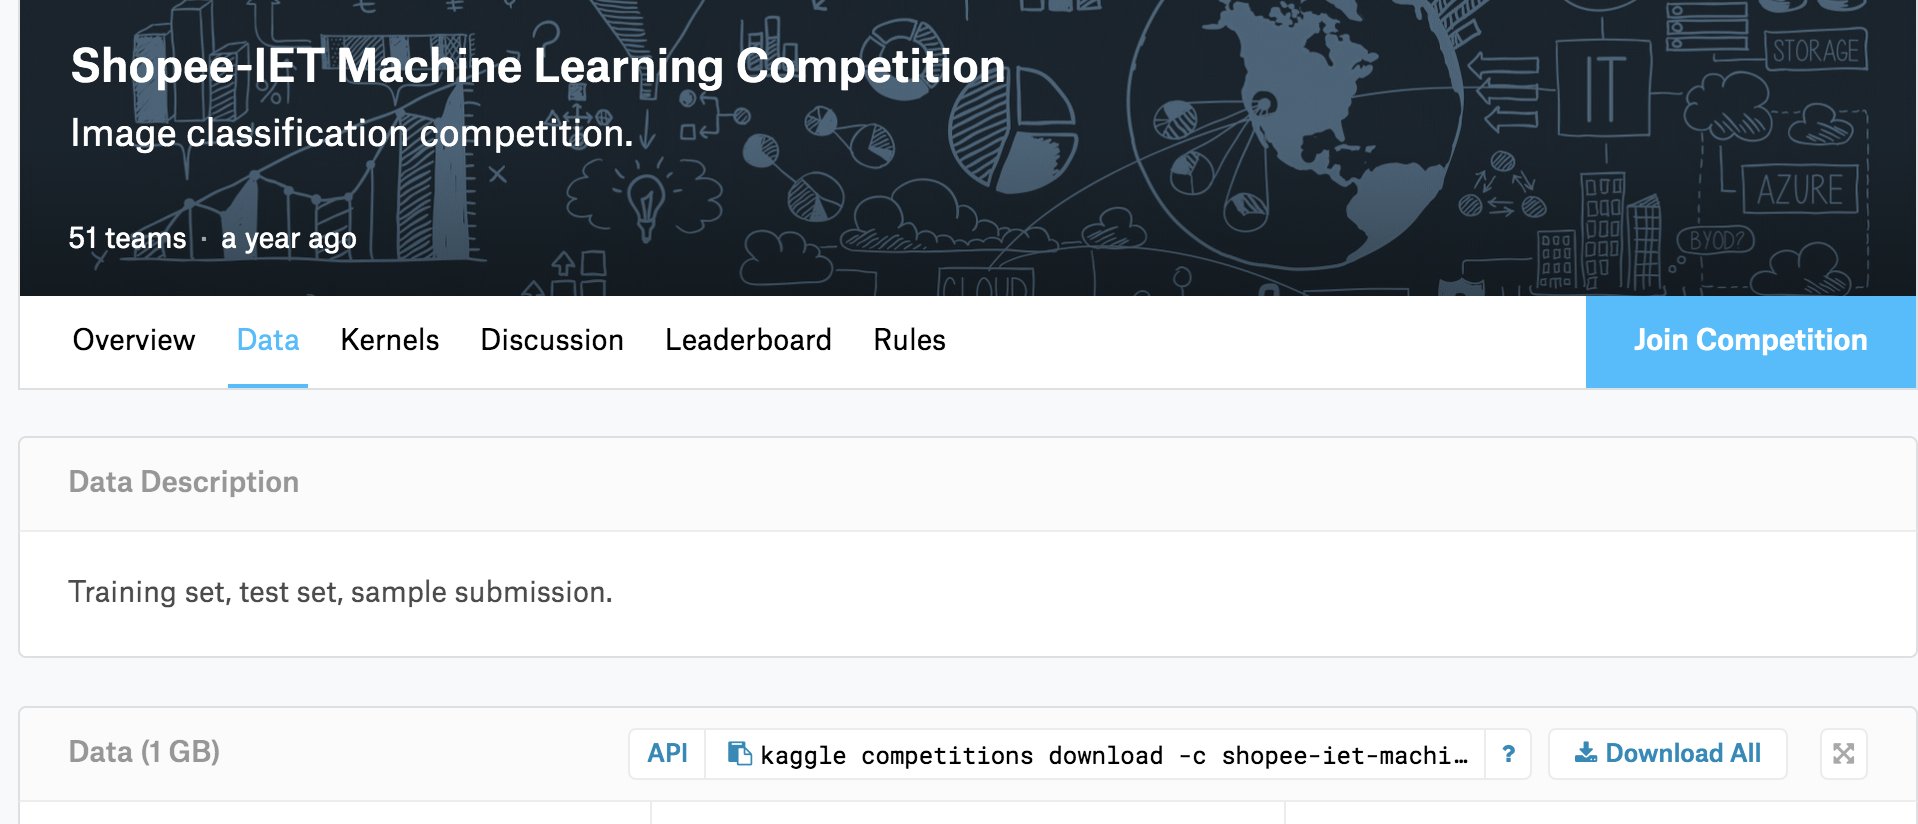 Shopee-IET Machine Learning Competition
Image classification competition.
51 teams · a year ago
STORAGE
IT
AZURE
BYOD?
CLOUD
Overview Data Kernels Discussion Leaderboard Rules Join Competition
Data Description
Training set, test set, sample submission.
Data (1 GB) API kaggle competitions download -c shopee-iet-machi… ? Download All